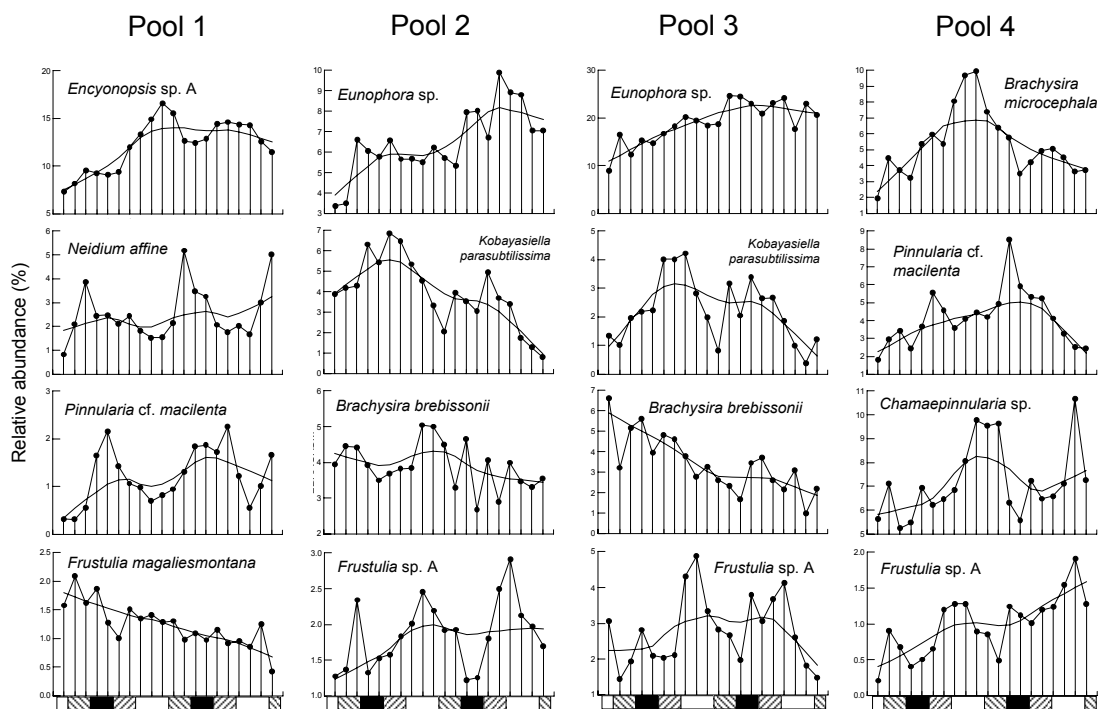 Pool 1 Pool 2 Pool 3 Pool 4
Relative abundance (%)
20 15 10 5
Encyonopsis sp. A
10 9 8 7 6 5 4 3
Eunophora sp.
30 20 10 0
Eunophora sp.
10 9 8 7 6 5 4 3 2 1
Brachysira
microcephala
6 5 4 3 2 1 0
Neidium affine
7 6 5 4 3 2 1 0
Kobayasiella
parasubtilissima
5 4 3 2 1 0
Kobayasiella
parasubtilissima
9 8 7 6 5 4 3 2 1
Pinnularia cf.
macilenta
3 2 1 0
Pinnularia cf. macilenta
6 5 4 3 2
Brachysira brebissonii
7 6 5 4 3 2 1 0
Brachysira brebissonii
11 10 9 8 7 6 5
Chamaepinnularia sp.
2.5 2.0 1.5 1.0 0.5 0.0
Frustulia magaliesmontana
3.0 2.5 2.0 1.5 1.0
Frustulia sp. A
5 4 3 2 1
Frustulia sp. A
2.0 1.5 1.0 0.5 0.0
Frustulia sp. A